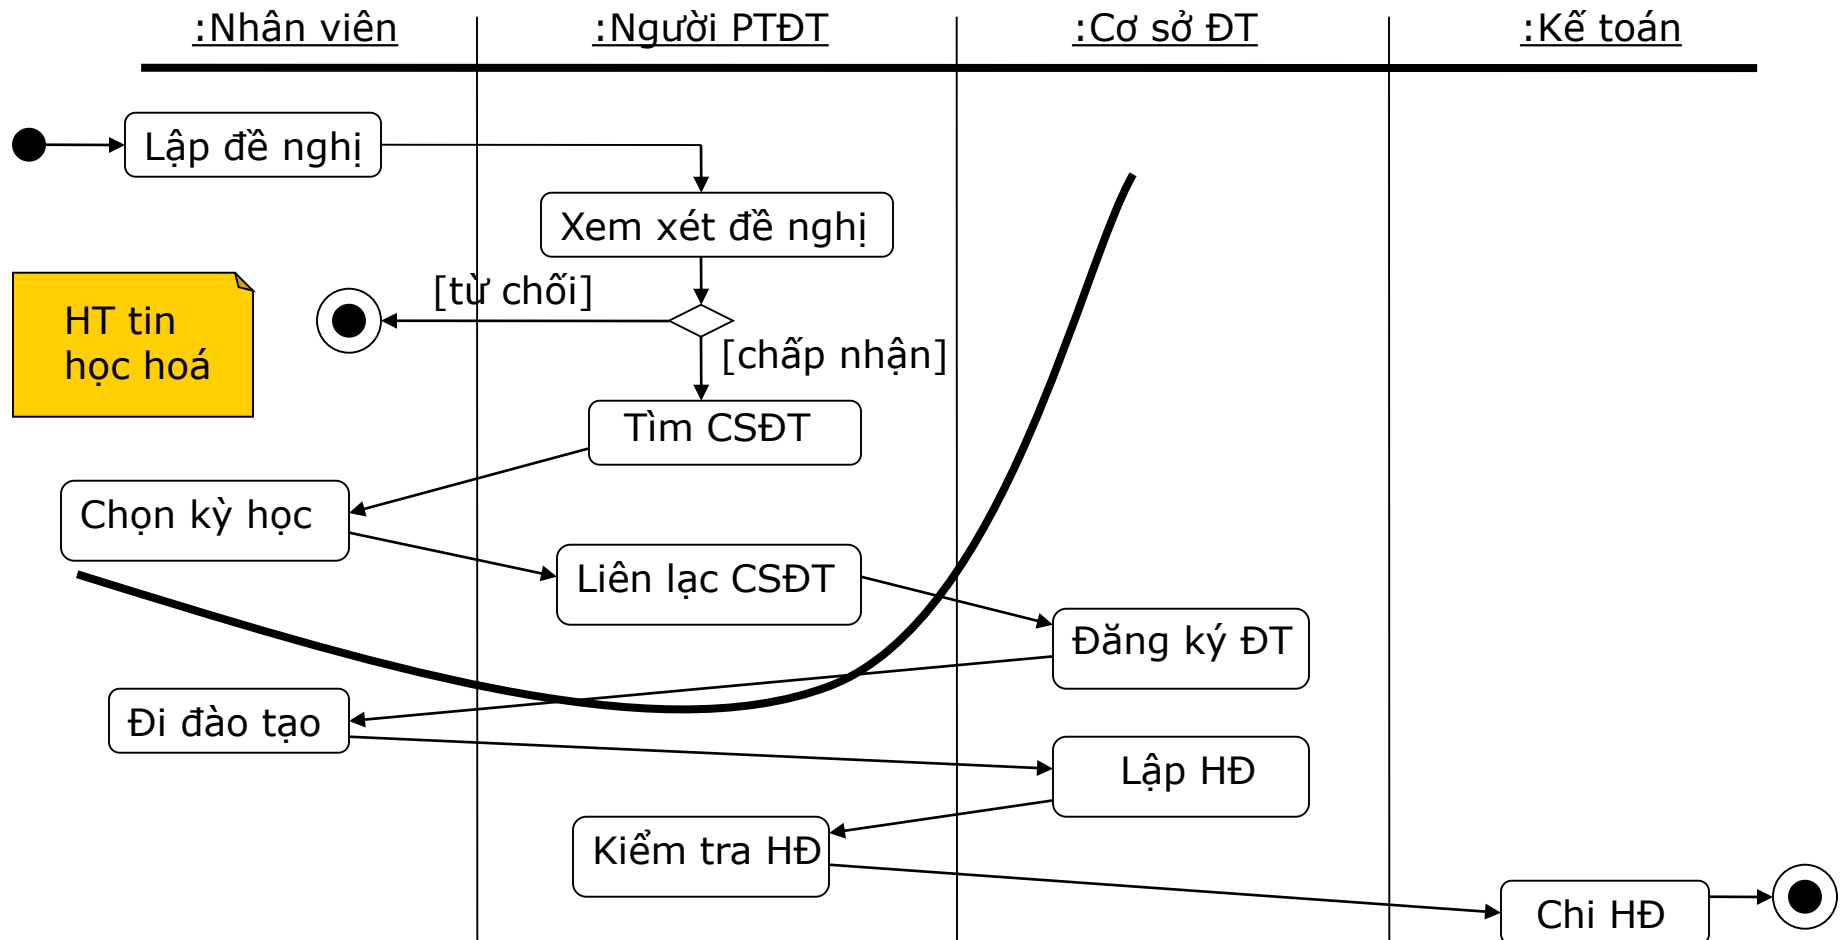 :Nhân viên
:Người PTĐT
:Cơ sở ĐT
:Kế toán
Lập đề nghị
Xem xét đề nghị
[từ chối]
HT tin
học hoá
[chấp nhận]
Tìm CSĐT
Chọn kỳ học
Liên lạc CSĐT
Đăng ký ĐT
Đi đào tạo
Lập HĐ
Kiểm tra HĐ
Chi HĐ